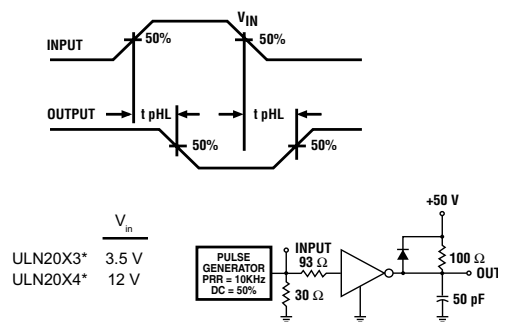 V_IN
INPUT
50%
50%
OUTPUT
t pHL
t pHL
50%
50%
V_in
ULN20X3* 3.5 V
ULN20X4* 12 V
+50 V
INPUT
93 Ω
PULSE
GENERATOR
PRR = 10KHz
DC = 50%
30 Ω
100 Ω
OUT
50 pF